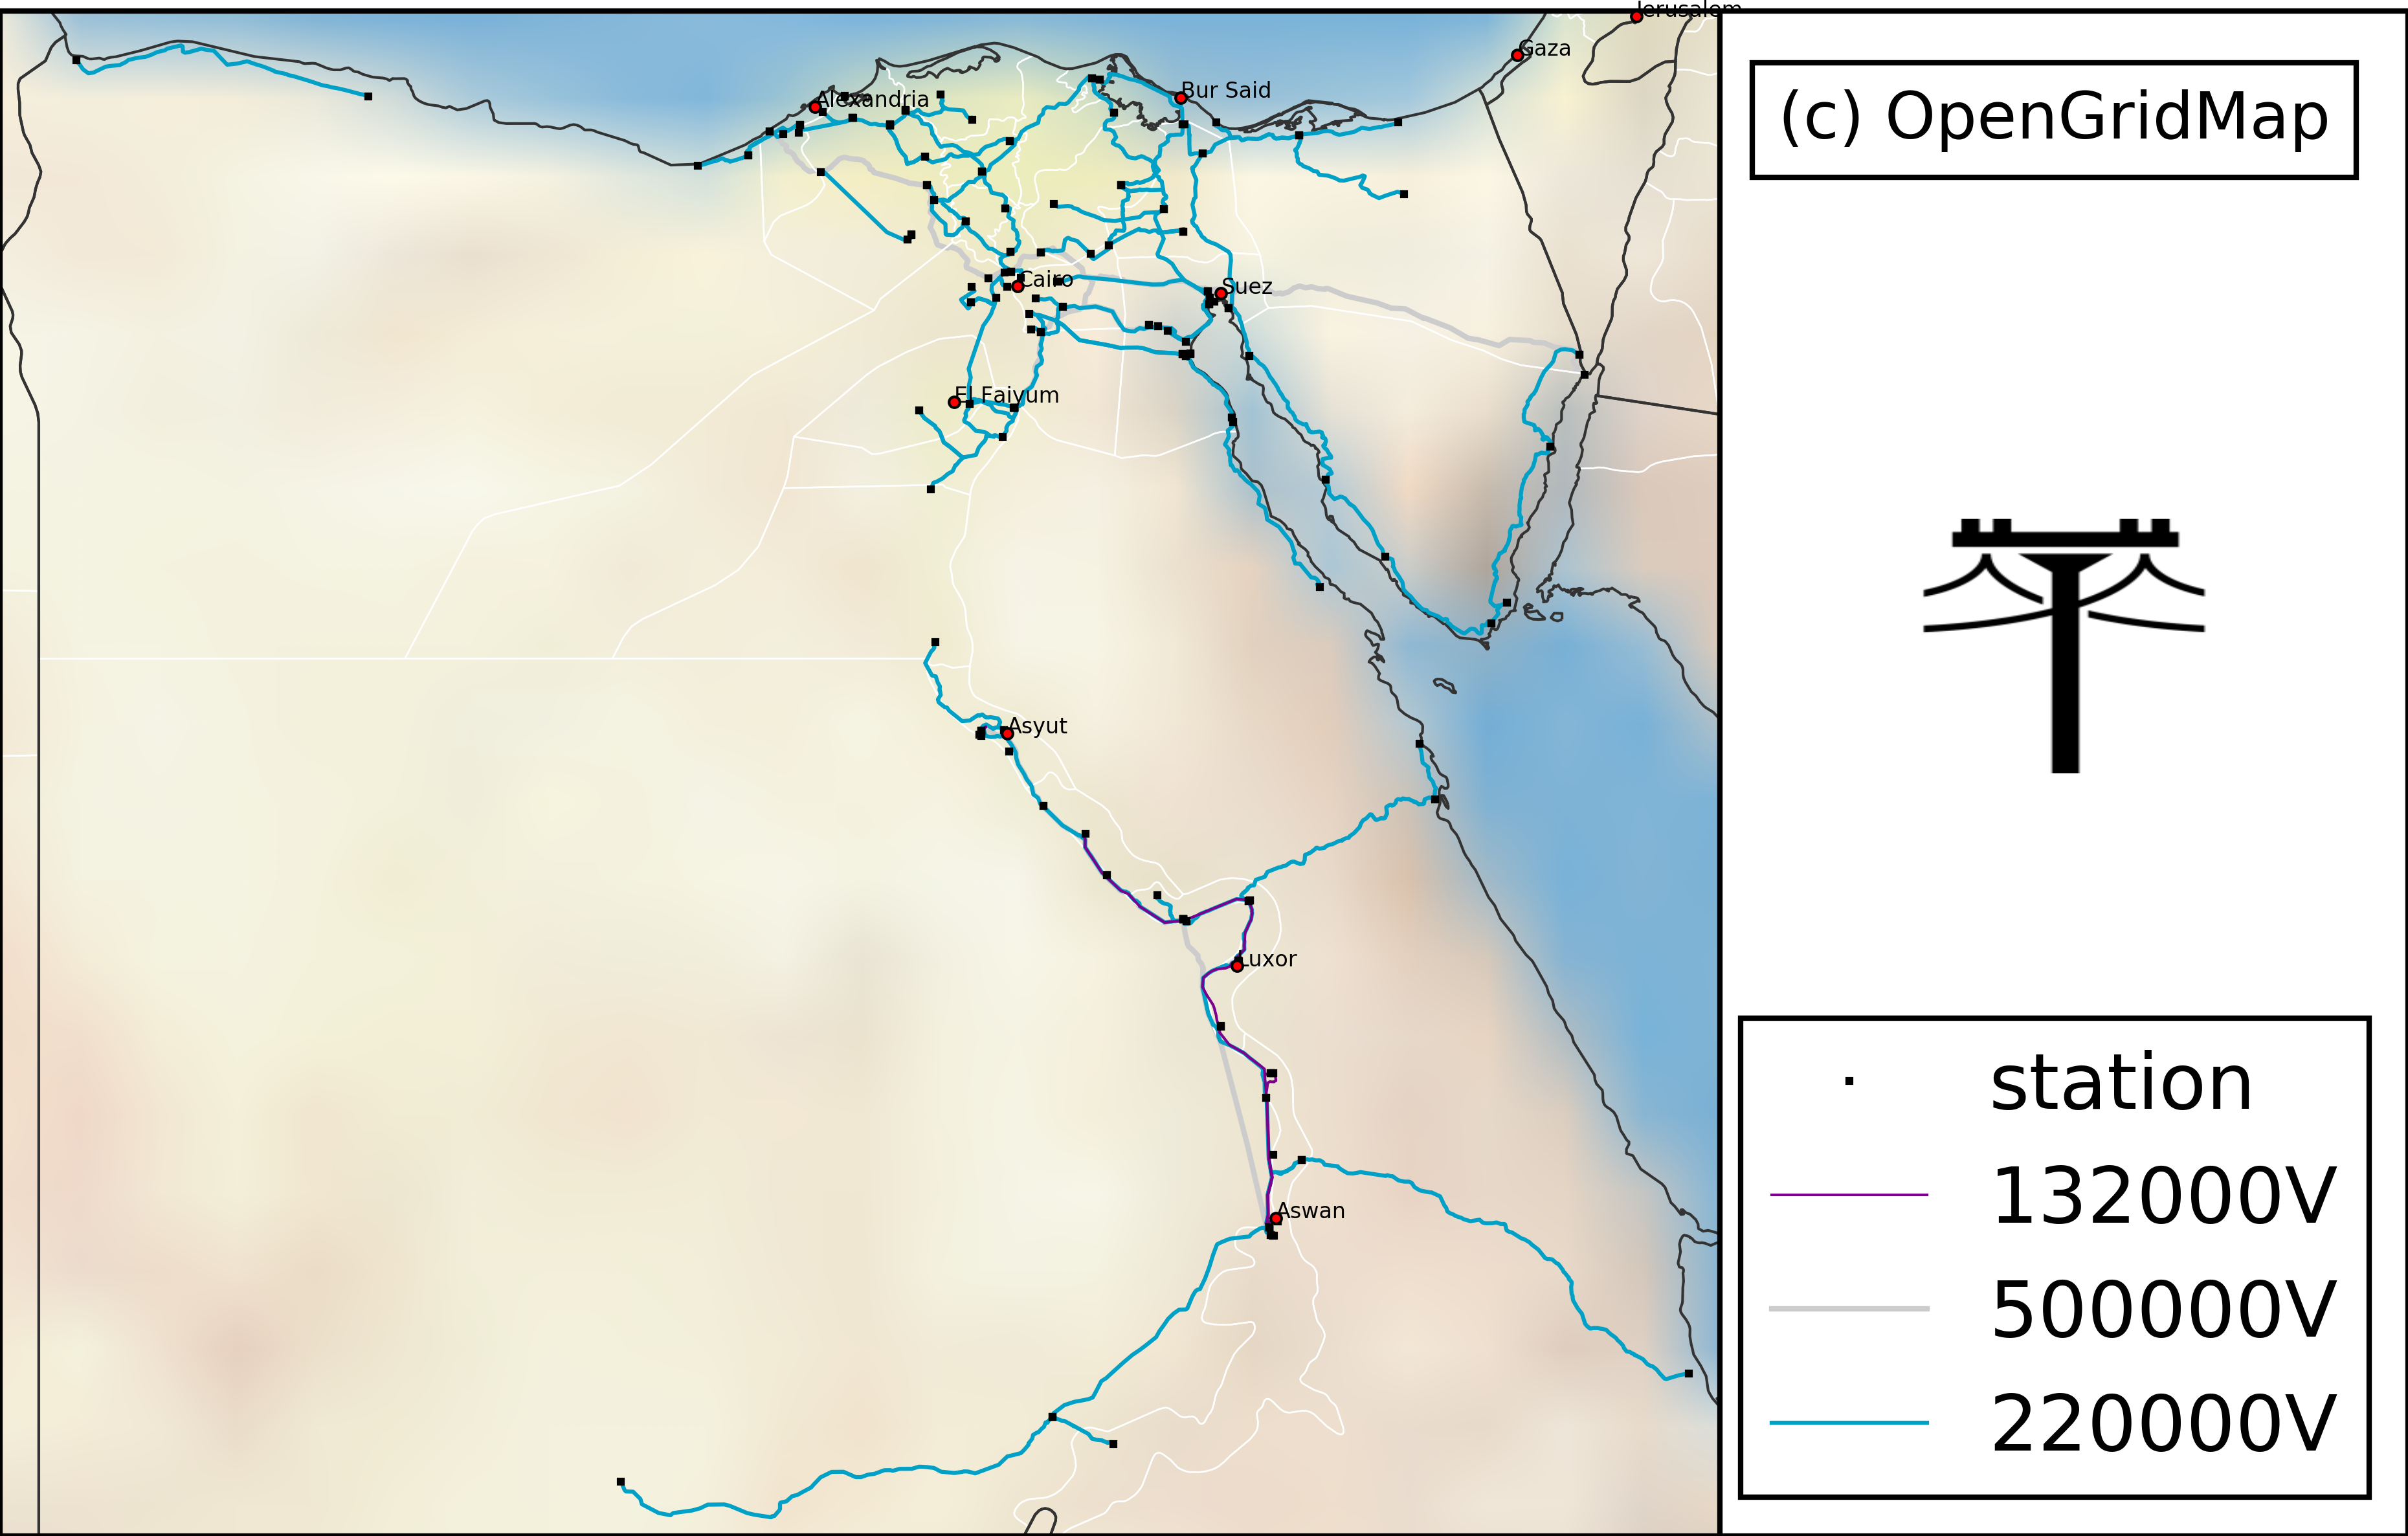 Jerusalem
Gaza
Bur Said
Alexandria
Cairo
Suez
El Faiyum
Asyut
Luxor
Aswan
(c) OpenGridMap
station
132000V
500000V
220000V